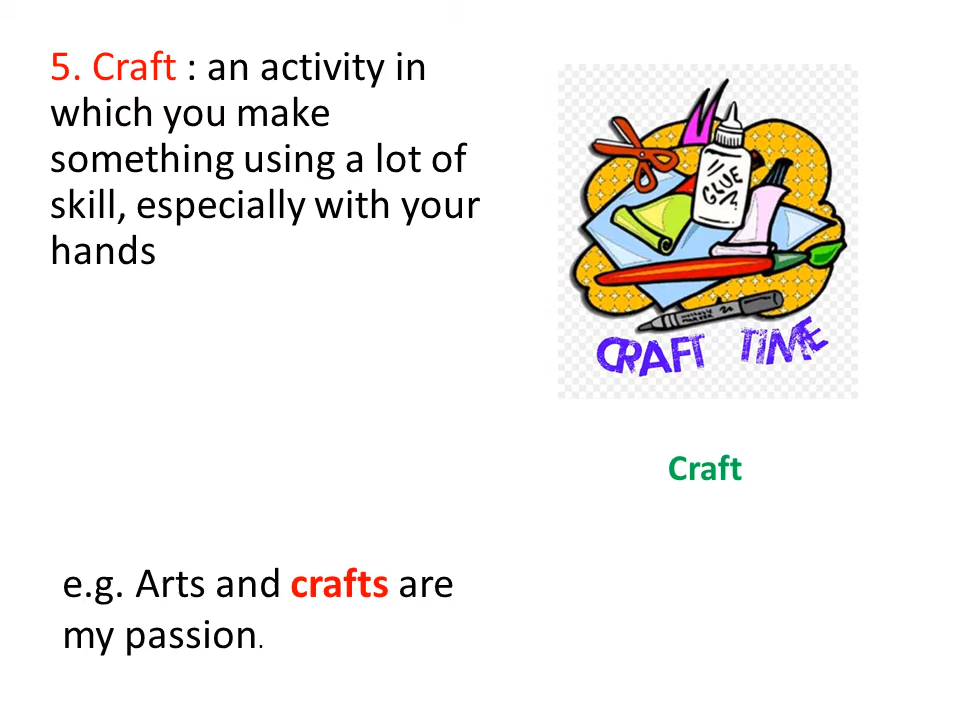 5. Craft : an activity in
which you make
something using a lot of
skill, especially with your
hands
GLUE
CRAFT TIME
Craft
e.g. Arts and crafts are
my passion.